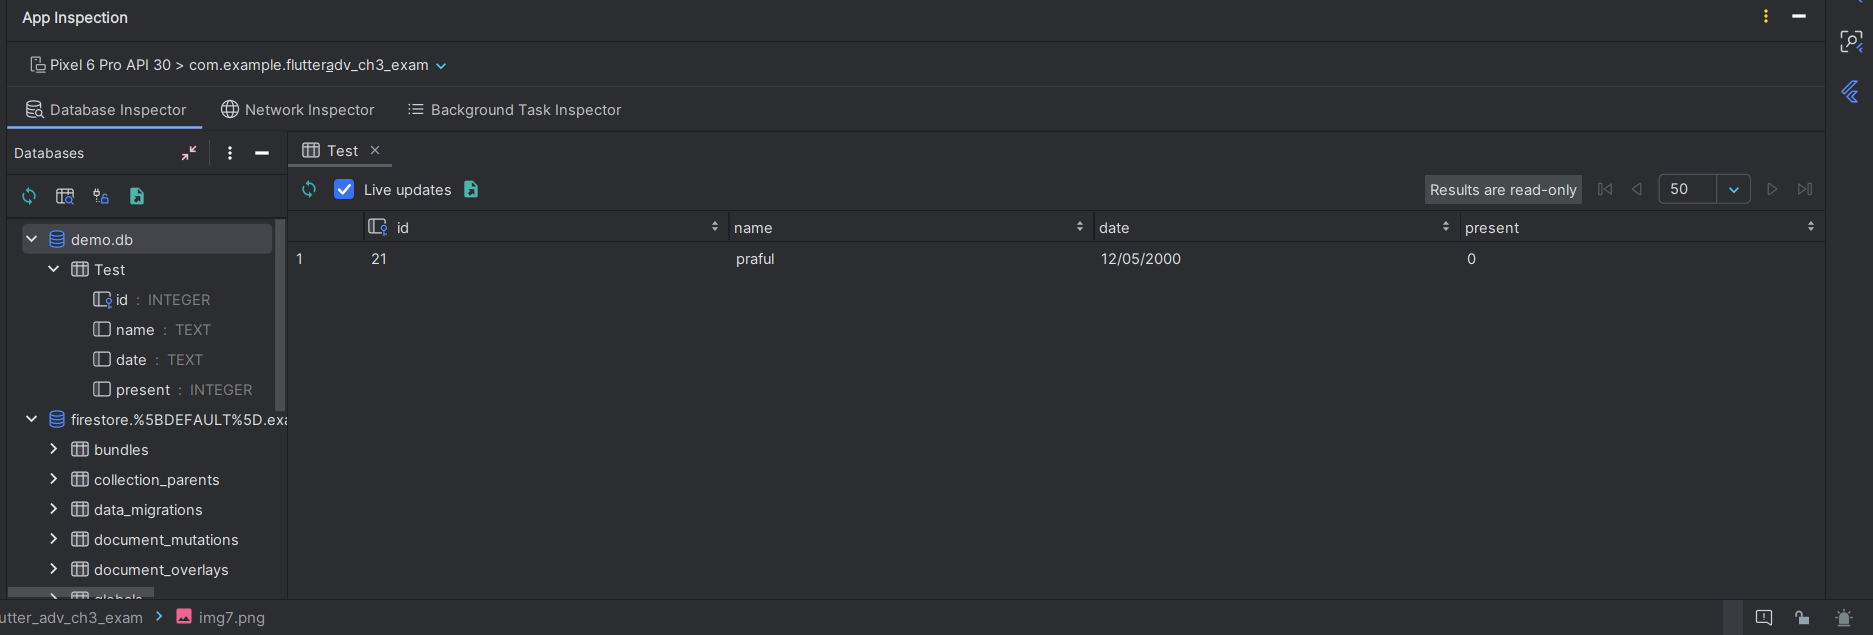 App Inspection
Pixel 6 Pro API 30 > com.example.flutteradv_ch3_exam
Database Inspector Network Inspector Background Task Inspector
Databases
Test
Live updates Results are read-only 50
id name date present
1 21 praful 12/05/2000 0
demo.db
Test
id : INTEGER
name : TEXT
date : TEXT
present : INTEGER
firestore.%5BDEFAULT%5D.exa
bundles
collection_parents
data_migrations
document_mutations
document_overlays
globals
utter_adv_ch3_exam > img7.png